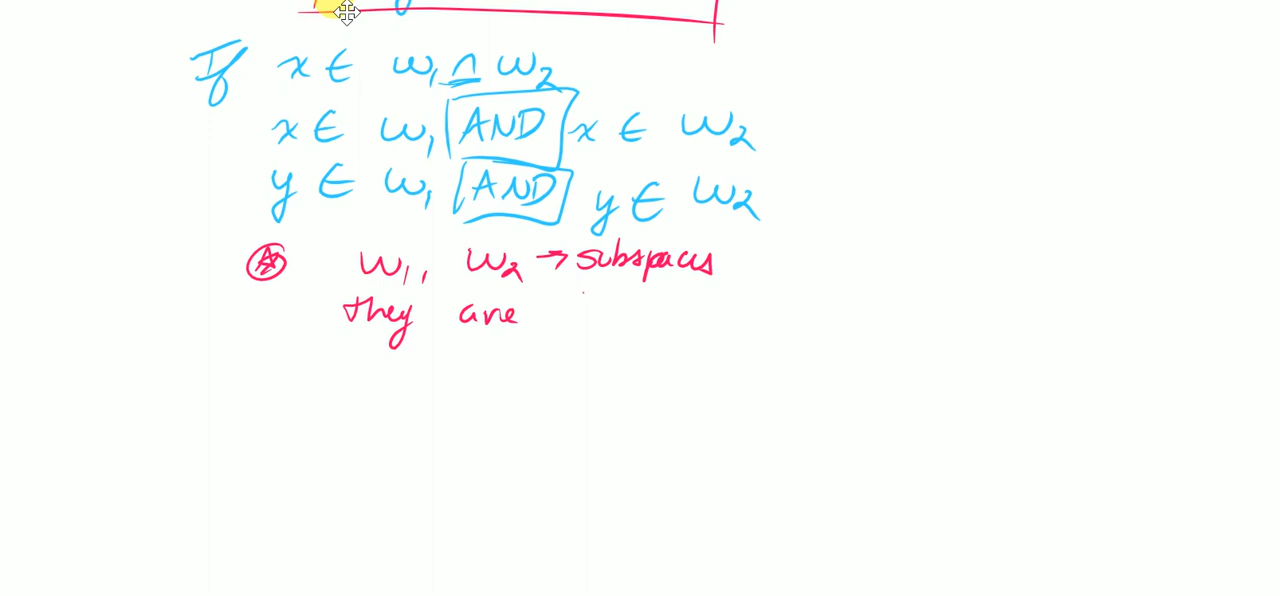 If x ∈ W₁ ∩ W₂
x ∈ W₁ AND x ∈ W₂
y ∈ W₁ AND y ∈ W₂
W₁, W₂ → subspaces
they are